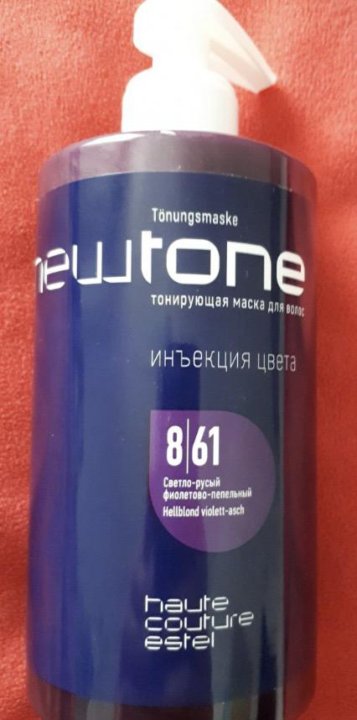 Tönungsmaske
newtone
тонирующая маска для волос
инъекция цвета
8|61
Светло-русый
фиолетово-пепельный
Hellblond violett-asch
haute
couture
estel